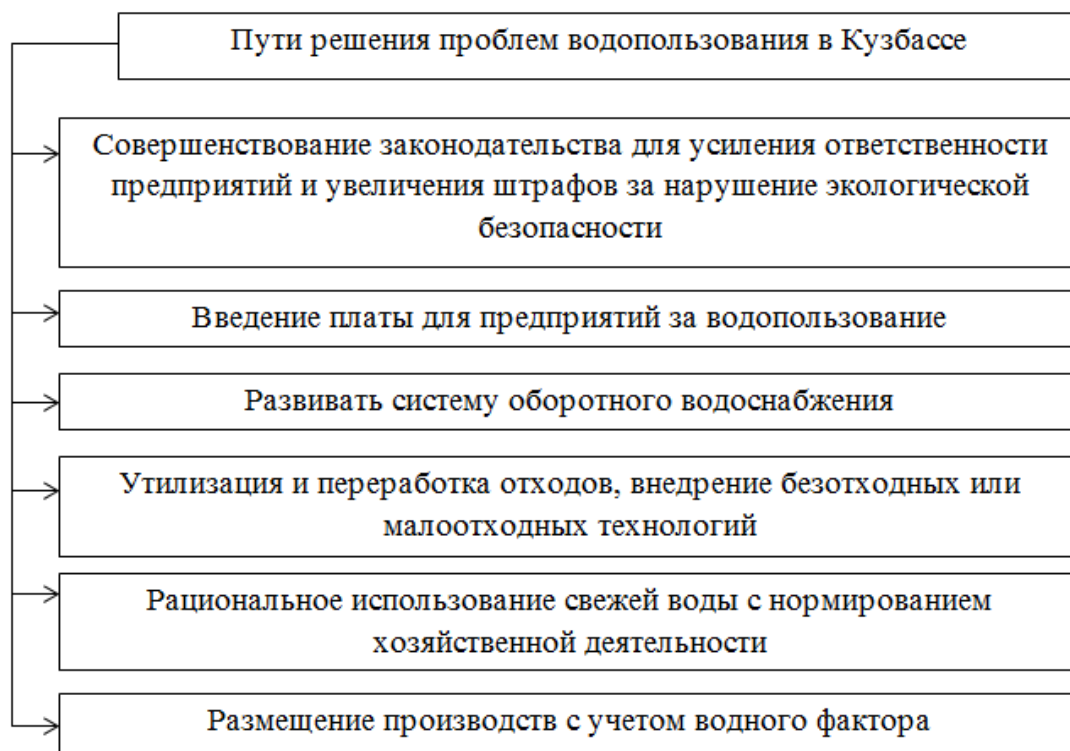 Пути решения проблем водопользования в Кузбассе
Совершенствование законодательства для усиления ответственности
предприятий и увеличения штрафов за нарушение экологической
безопасности
Введение платы для предприятий за водопользование
Развивать систему оборотного водоснабжения
Утилизация и переработка отходов, внедрение безотходных или
малоотходных технологий
Рациональное использование свежей воды с нормированием
хозяйственной деятельности
Размещение производств с учетом водного фактора